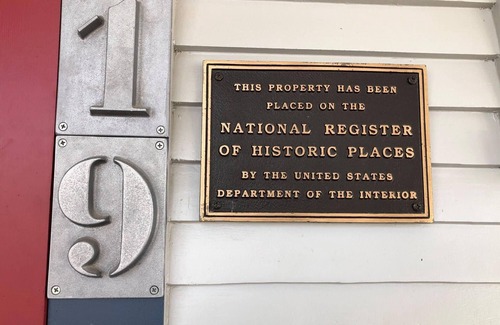 1
9
THIS PROPERTY HAS BEEN
PLACED ON THE
NATIONAL REGISTER
OF HISTORIC PLACES
BY THE UNITED STATES
DEPARTMENT OF THE INTERIOR